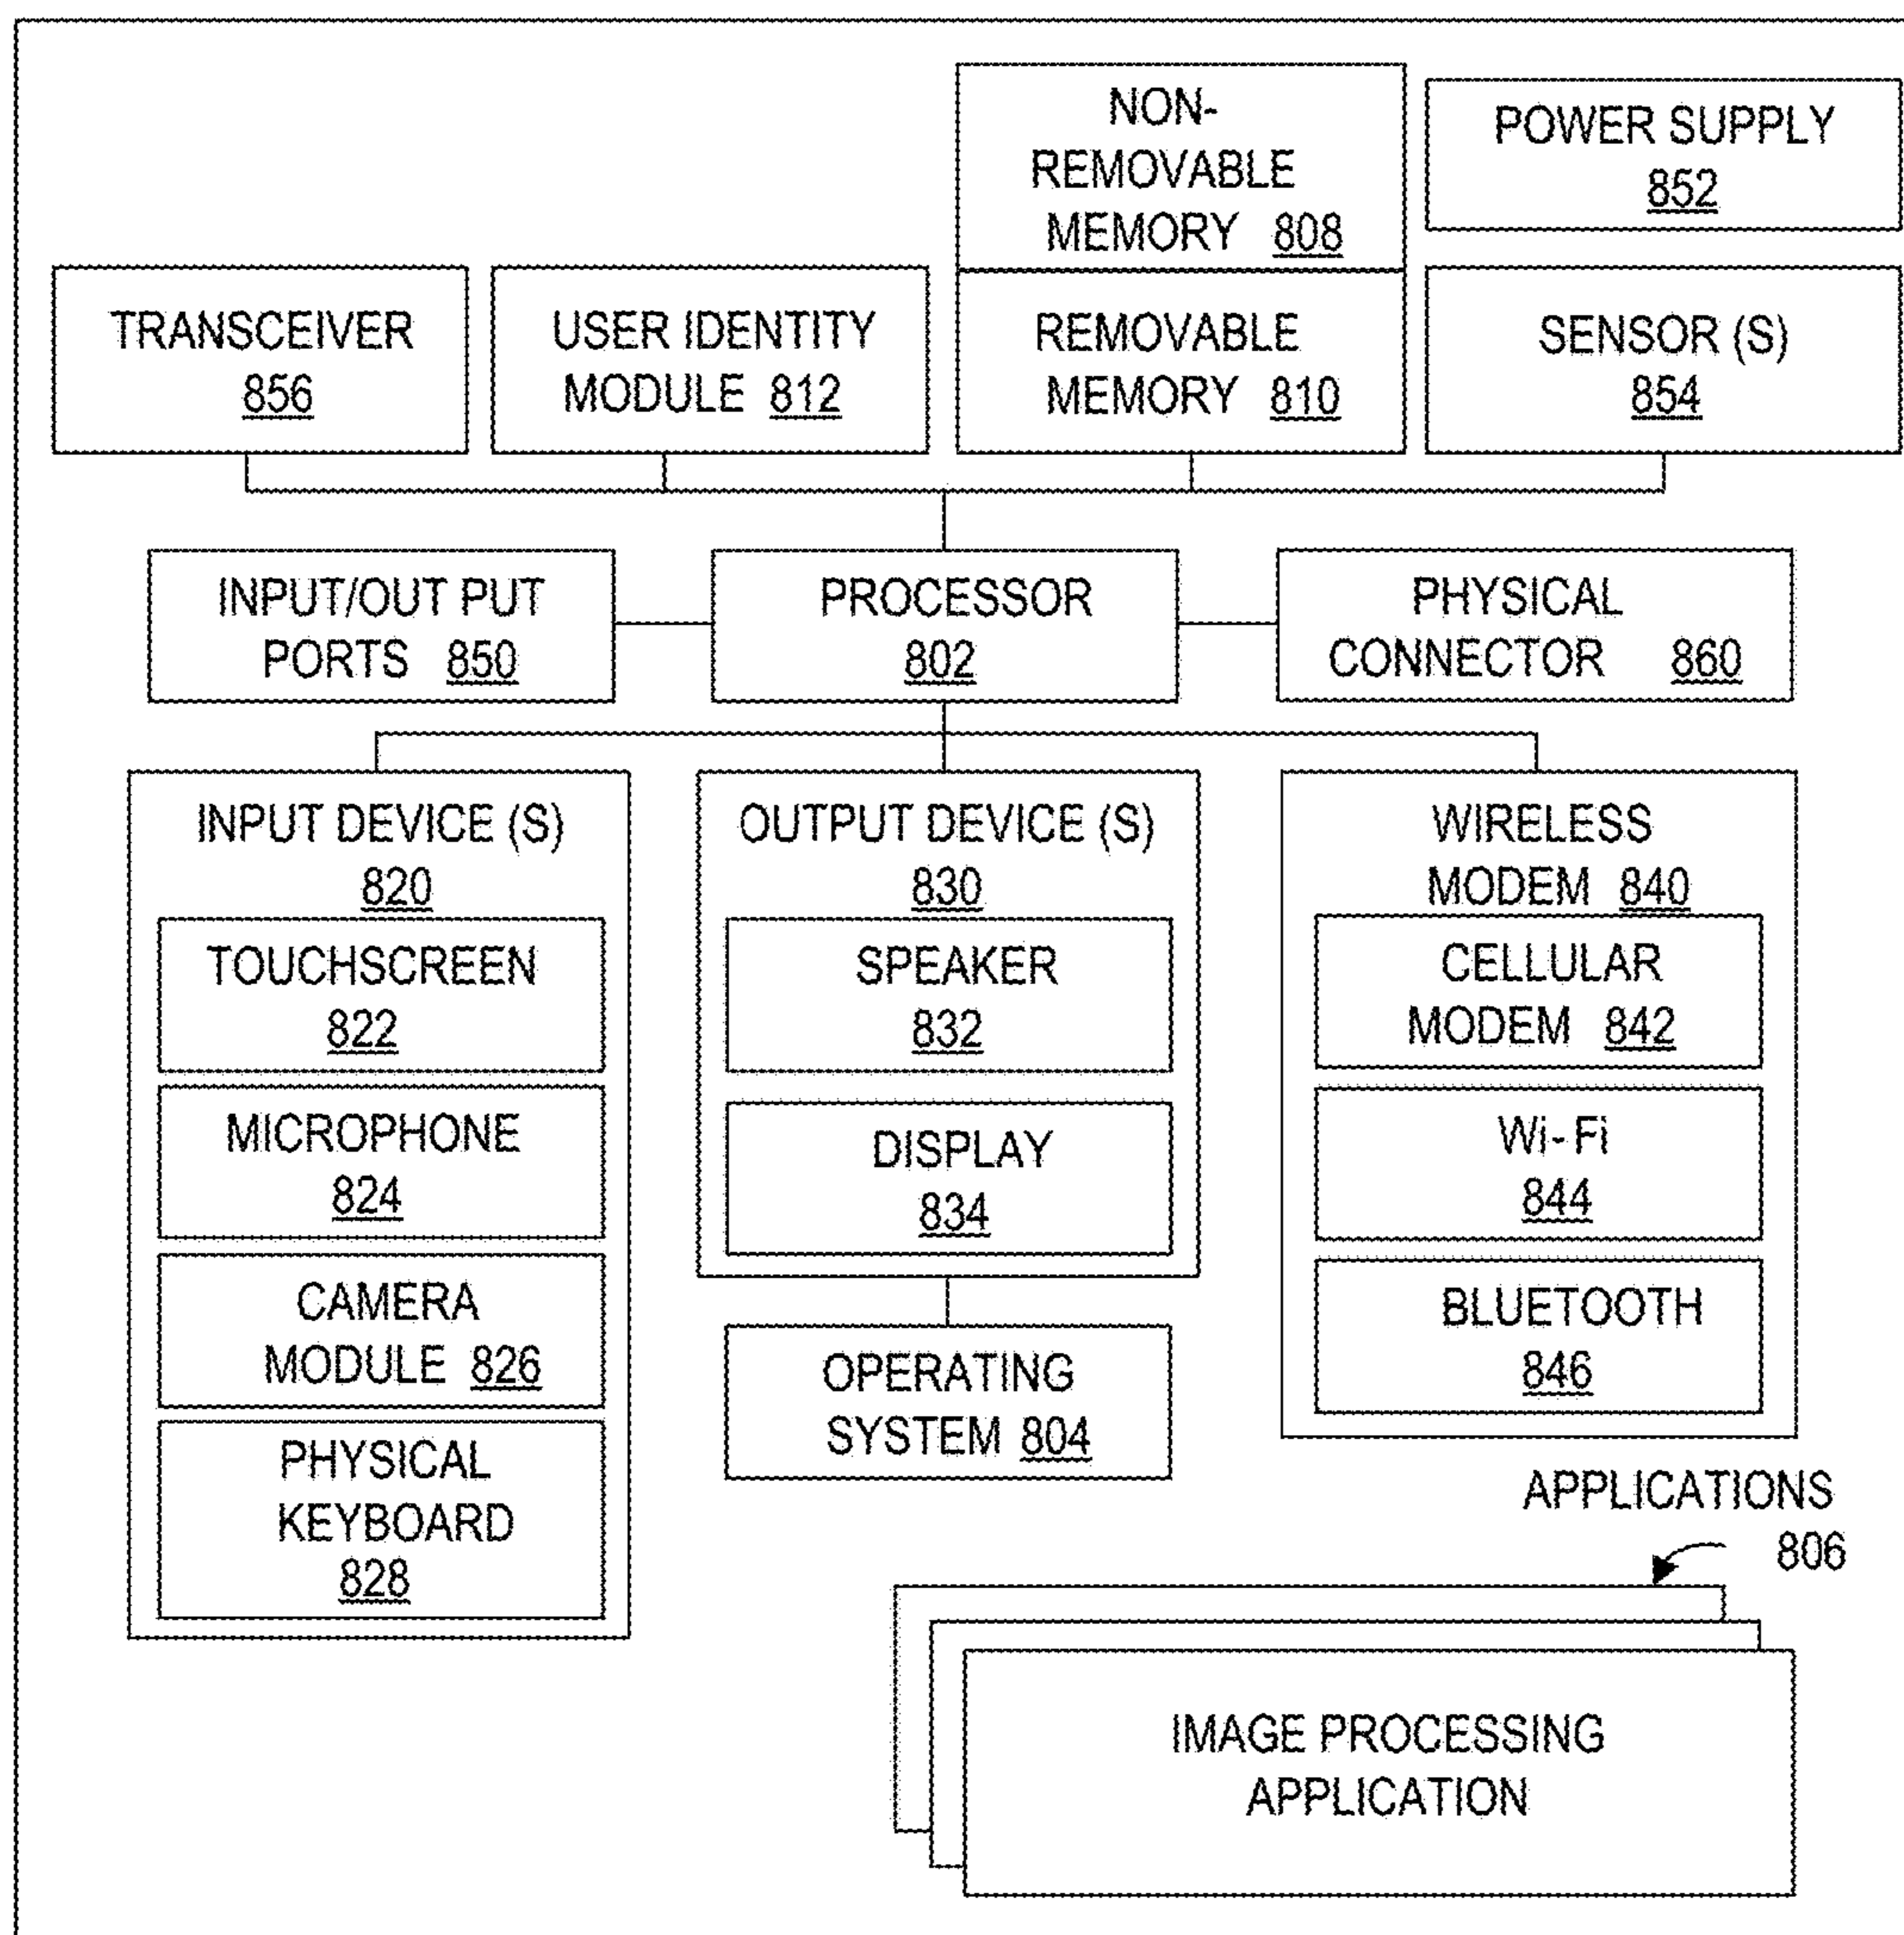 NON-
REMOVABLE
MEMORY 808
POWER SUPPLY
852
TRANSCEIVER
856
USER IDENTITY
MODULE 812
REMOVABLE
MEMORY 810
SENSOR (S)
854
INPUT/OUT PUT
PORTS 850
PROCESSOR
802
PHYSICAL
CONNECTOR 860
INPUT DEVICE (S)
820
TOUCHSCREEN
822
MICROPHONE
824
CAMERA
MODULE 826
PHYSICAL
KEYBOARD
828
OUTPUT DEVICE (S)
830
SPEAKER
832
DISPLAY
834
OPERATING
SYSTEM 804
WIRELESS
MODEM 840
CELLULAR
MODEM 842
Wi-Fi
844
BLUETOOTH
846
APPLICATIONS
806
IMAGE PROCESSING
APPLICATION